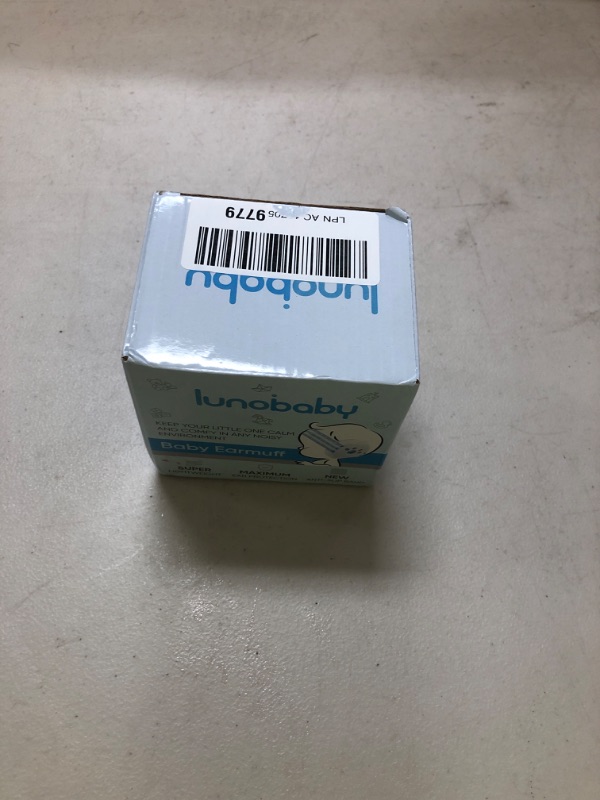 LPN
9779
lunobaby
lunobaby
KEEP YOUR LITTLE ONE CALM
AND COMFY IN ANY NOISY
ENVIRONMENT
Baby Earmuff
SUPER
MAXIMUM
NEW